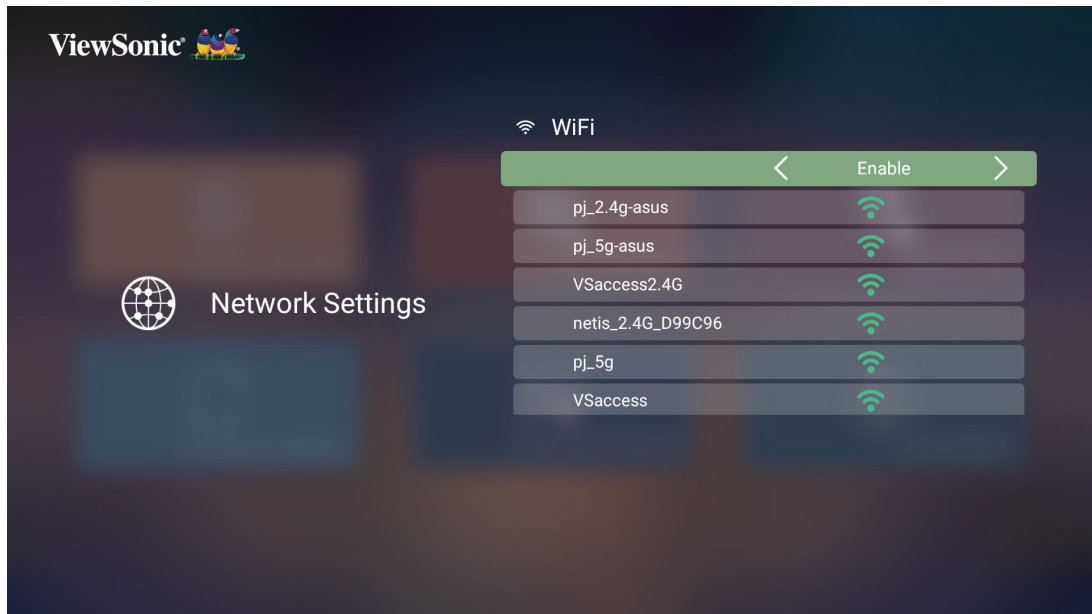 ViewSonic®
WiFi
Enable
pj_2.4g-asus
pj_5g-asus
VSaccess2.4G
Network Settings
netis_2.4G_D99C96
pj_5g
VSaccess